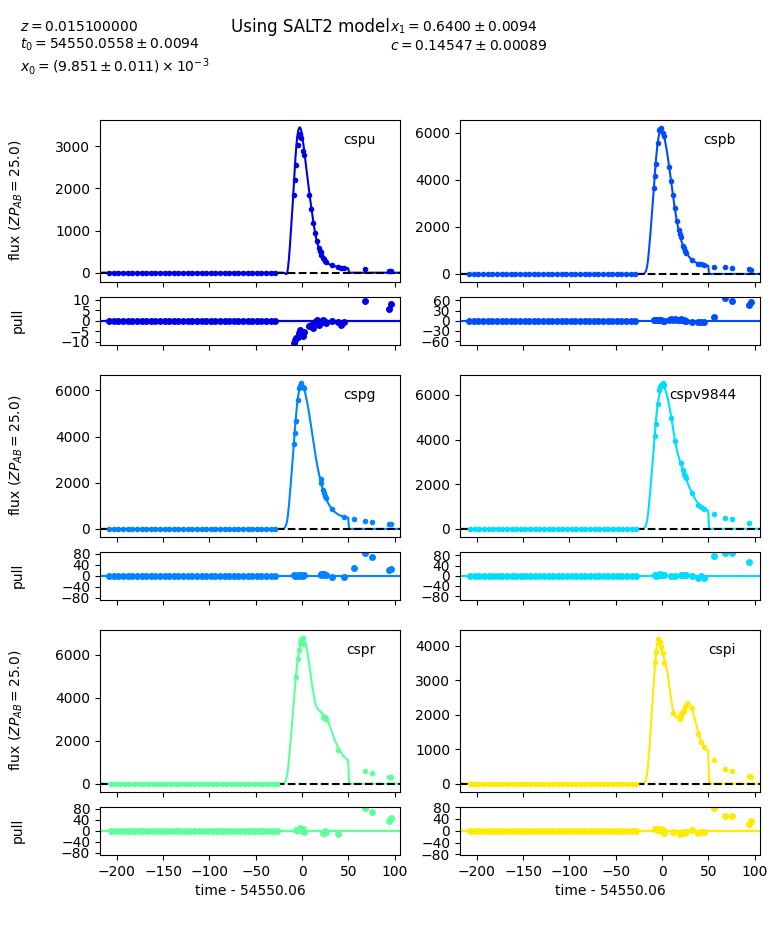 Using SALT2 model
z = 0.015100000
t0 = 54550.0558 ± 0.0094
x0 = (9.851 ± 0.011) × 10^−3
x1 = 0.6400 ± 0.0094
c = 0.14547 ± 0.00089
flux (ZP_AB = 25.0)
3000
2000
1000
0
cspu
6000
4000
2000
0
cspb
pull
10
5
0
−5
−10
60
30
0
−30
−60
flux (ZP_AB = 25.0)
6000
4000
2000
0
cspg
6000
4000
2000
0
cspv9844
pull
80
40
0
−40
−80
80
40
0
−40
−80
flux (ZP_AB = 25.0)
6000
4000
2000
0
cspr
4000
3000
2000
1000
0
cspi
pull
80
40
0
−40
−80
80
40
0
−40
−80
−200 −150 −100 −50 0 50 100
−200 −150 −100 −50 0 50 100
time - 54550.06
time - 54550.06